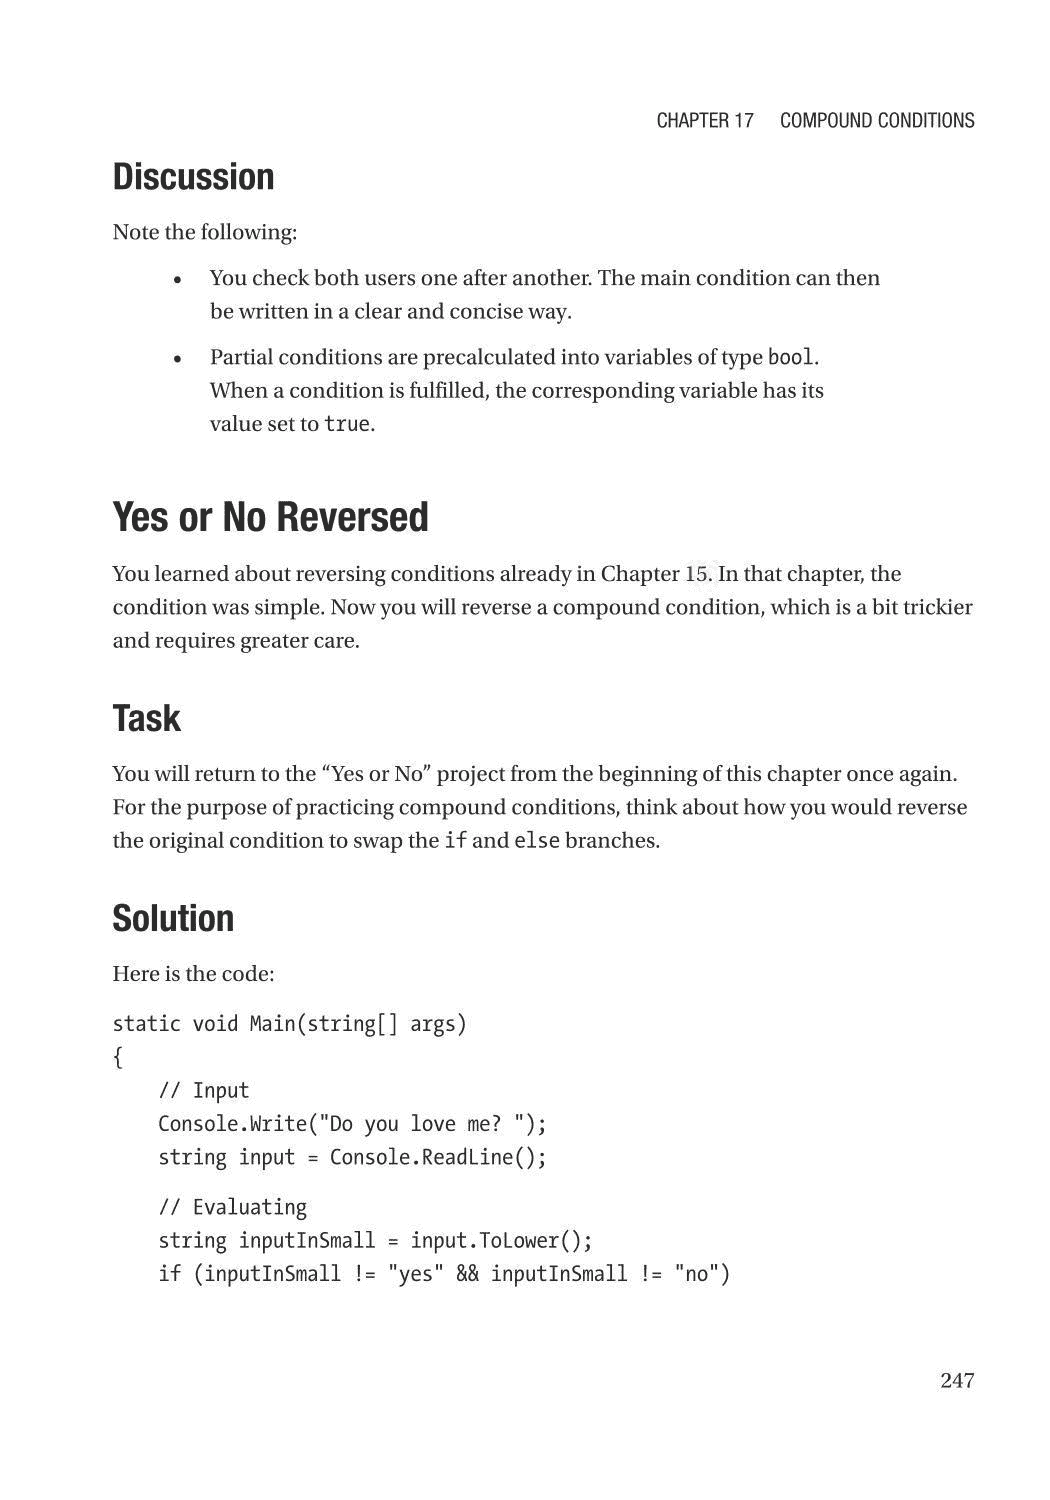 CHAPTER 17 COMPOUND CONDITIONS
Discussion
Note the following:
• You check both users one after another. The main condition can then
be written in a clear and concise way.
• Partial conditions are precalculated into variables of type bool.
When a condition is fulfilled, the corresponding variable has its
value set to true.
Yes or No Reversed
You learned about reversing conditions already in Chapter 15. In that chapter, the
condition was simple. Now you will reverse a compound condition, which is a bit trickier
and requires greater care.
Task
You will return to the “Yes or No” project from the beginning of this chapter once again.
For the purpose of practicing compound conditions, think about how you would reverse
the original condition to swap the if and else branches.
Solution
Here is the code:
static void Main(string[] args)
{
    // Input
    Console.Write("Do you love me? ");
    string input = Console.ReadLine();
    // Evaluating
    string inputInSmall = input.ToLower();
    if (inputInSmall != "yes" && inputInSmall != "no")
247